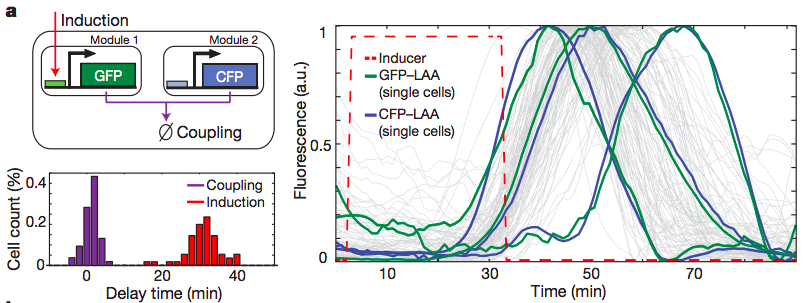 a
Induction
Module 1
Module 2
GFP
CFP
∅ Coupling
Cell count (%)
0.4
0.2
0
Coupling
Induction
0
20
40
Delay time (min)
Fluorescence (a.u.)
1
0.5
0
Inducer
GFP–LAA
(single cells)
CFP–LAA
(single cells)
10
30
50
70
Time (min)